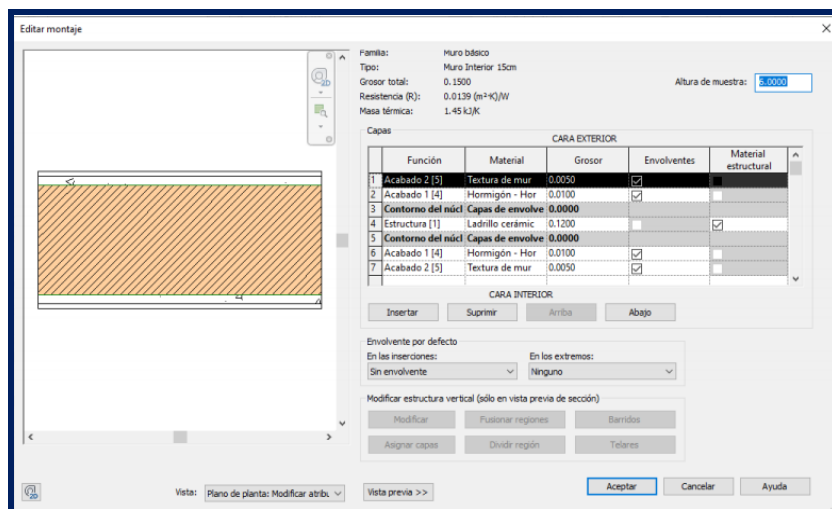 Editar montaje
Familia: Muro básico
Tipo: Muro Interior 15cm
Grosor total: 0.1500
Resistencia (R): 0.0139 (m²·K)/W
Masa térmica: 1.45 kJ/K
Altura de muestra: 6.0000
Capas
CARA EXTERIOR
Función Material Grosor Envolventes Material estructural
1 Acabado 2 [5] Textura de mur 0.0050
2 Acabado 1 [4] Hormigón - Hor 0.0100
3 Contorno del núcl Capas de envolve 0.0000
4 Estructura [1] Ladrillo cerámic 0.1200
5 Contorno del núcl Capas de envolve 0.0000
6 Acabado 1 [4] Hormigón - Hor 0.0100
7 Acabado 2 [5] Textura de mur 0.0050
CARA INTERIOR
Insertar Suprimir Arriba Abajo
Envolvente por defecto
En las inserciones: En los extremos:
Sin envolvente Ninguno
Modificar estructura vertical (sólo en vista previa de sección)
Modificar Fusionar regiones Barridos
Asignar capas Dividir región Telares
Vista: Plano de planta: Modificar atribu Vista previa >>
Aceptar Cancelar Ayuda
2D
2D